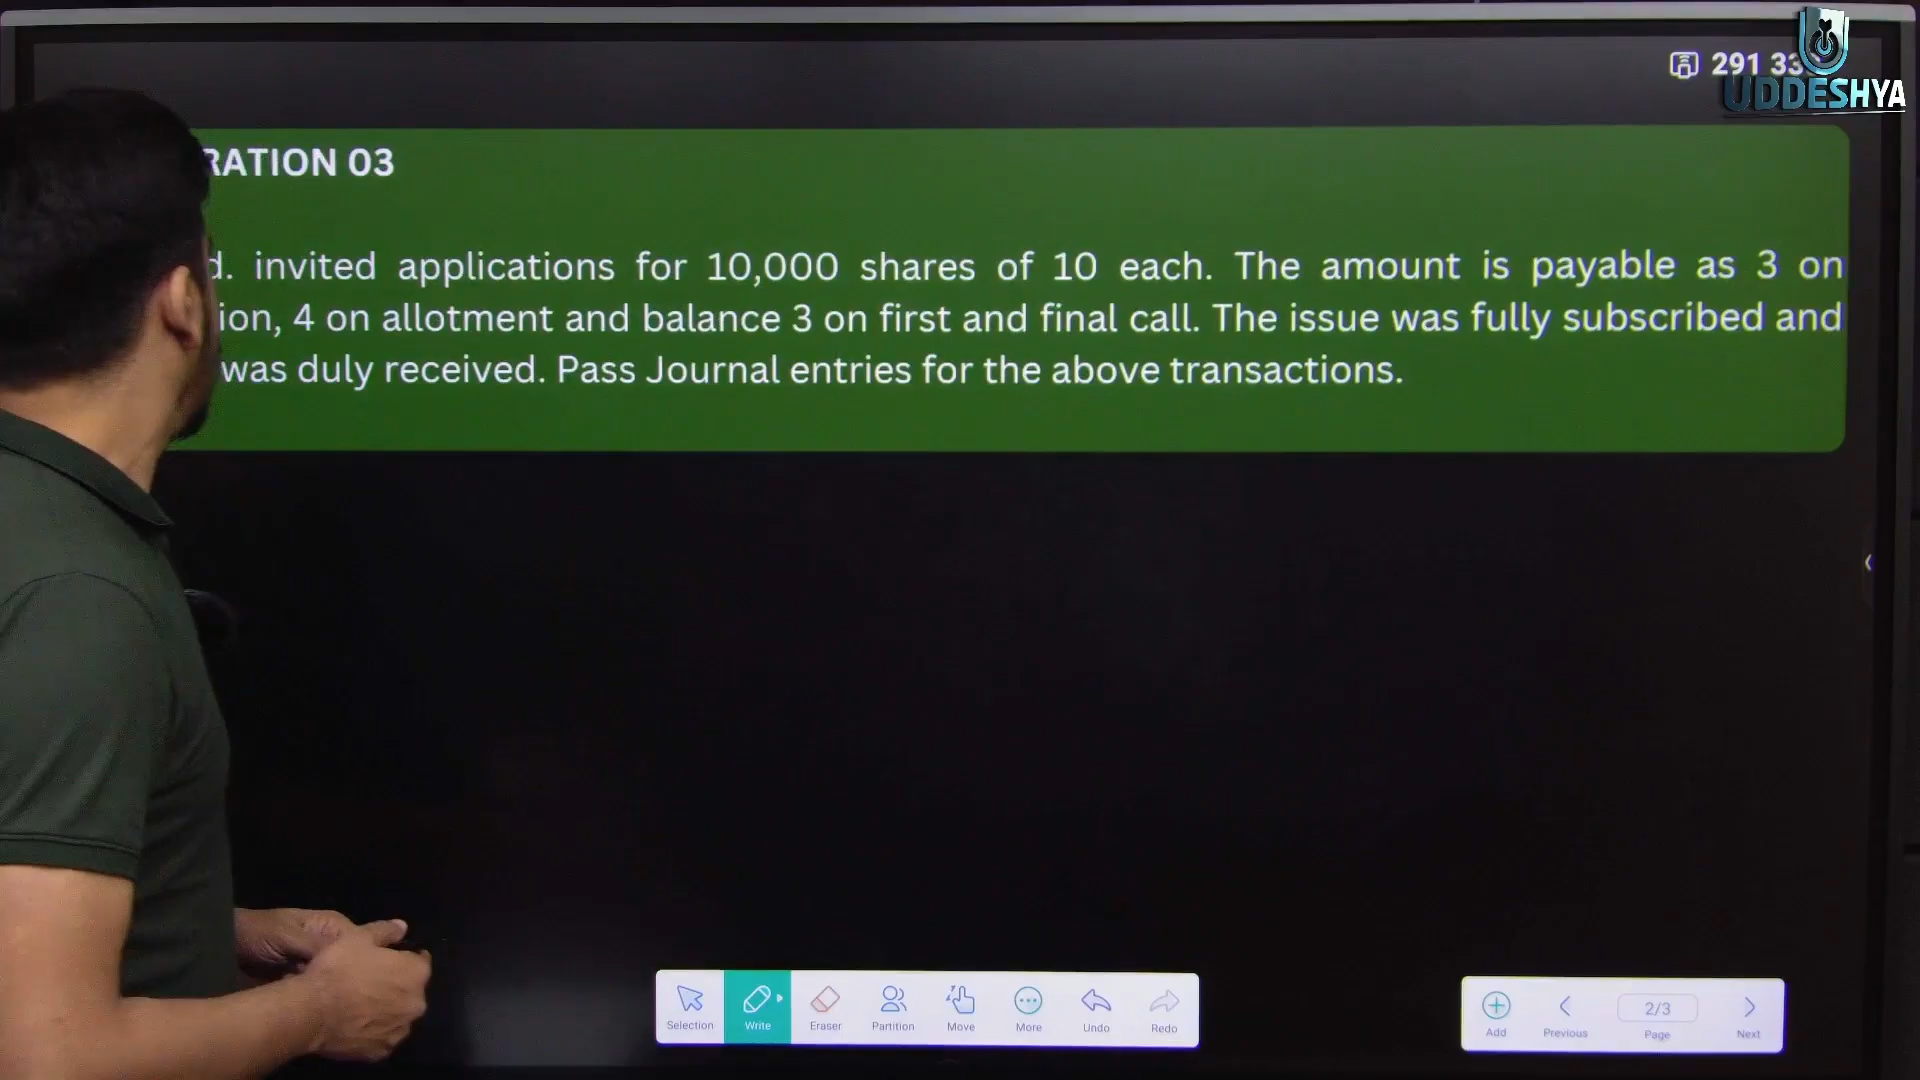 291 33
UDDESHYA
RATION 03
d. invited applications for 10,000 shares of 10 each. The amount is payable as 3 on
ion, 4 on allotment and balance 3 on first and final call. The issue was fully subscribed and
was duly received. Pass Journal entries for the above transactions.
Selection
Write
Eraser
Partition
Move
More
Undo
Redo
Add
Previous
2/3
Page
Next